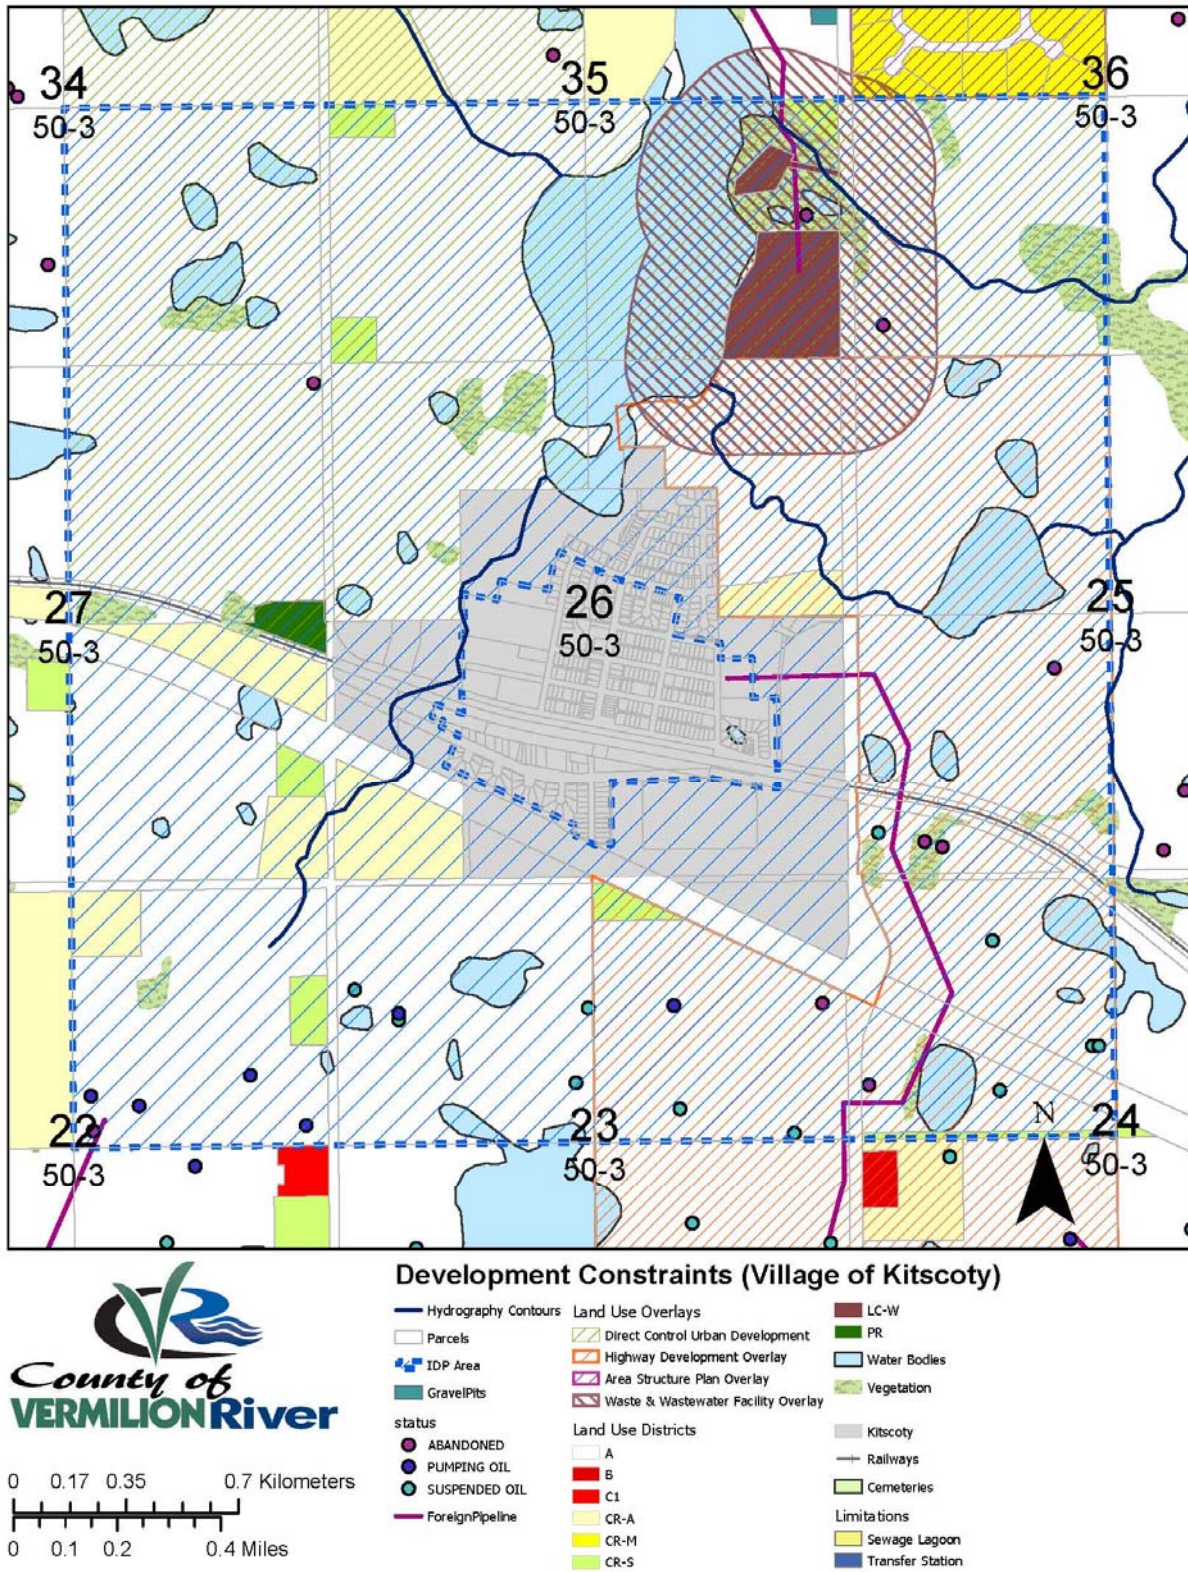 34
50-3
35
50-3
36
50-3
27
50-3
26
50-3
25
50-3
22
50-3
23
50-3
24
50-3
N
Development Constraints (Village of Kitscoty)
County of
VERMILION River
0 0.17 0.35 0.7 Kilometers
0 0.1 0.2 0.4 Miles
Hydrography Contours
Parcels
IDP Area
GravelPits
status
ABANDONED
PUMPING OIL
SUSPENDED OIL
ForeignPipeline
Land Use Overlays
Direct Control Urban Development
Highway Development Overlay
Area Structure Plan Overlay
Waste & Wastewater Facility Overlay
Land Use Districts
A
B
C1
CR-A
CR-M
CR-S
LC-W
PR
Water Bodies
Vegetation
Kitscoty
Railways
Cemeteries
Limitations
Sewage Lagoon
Transfer Station